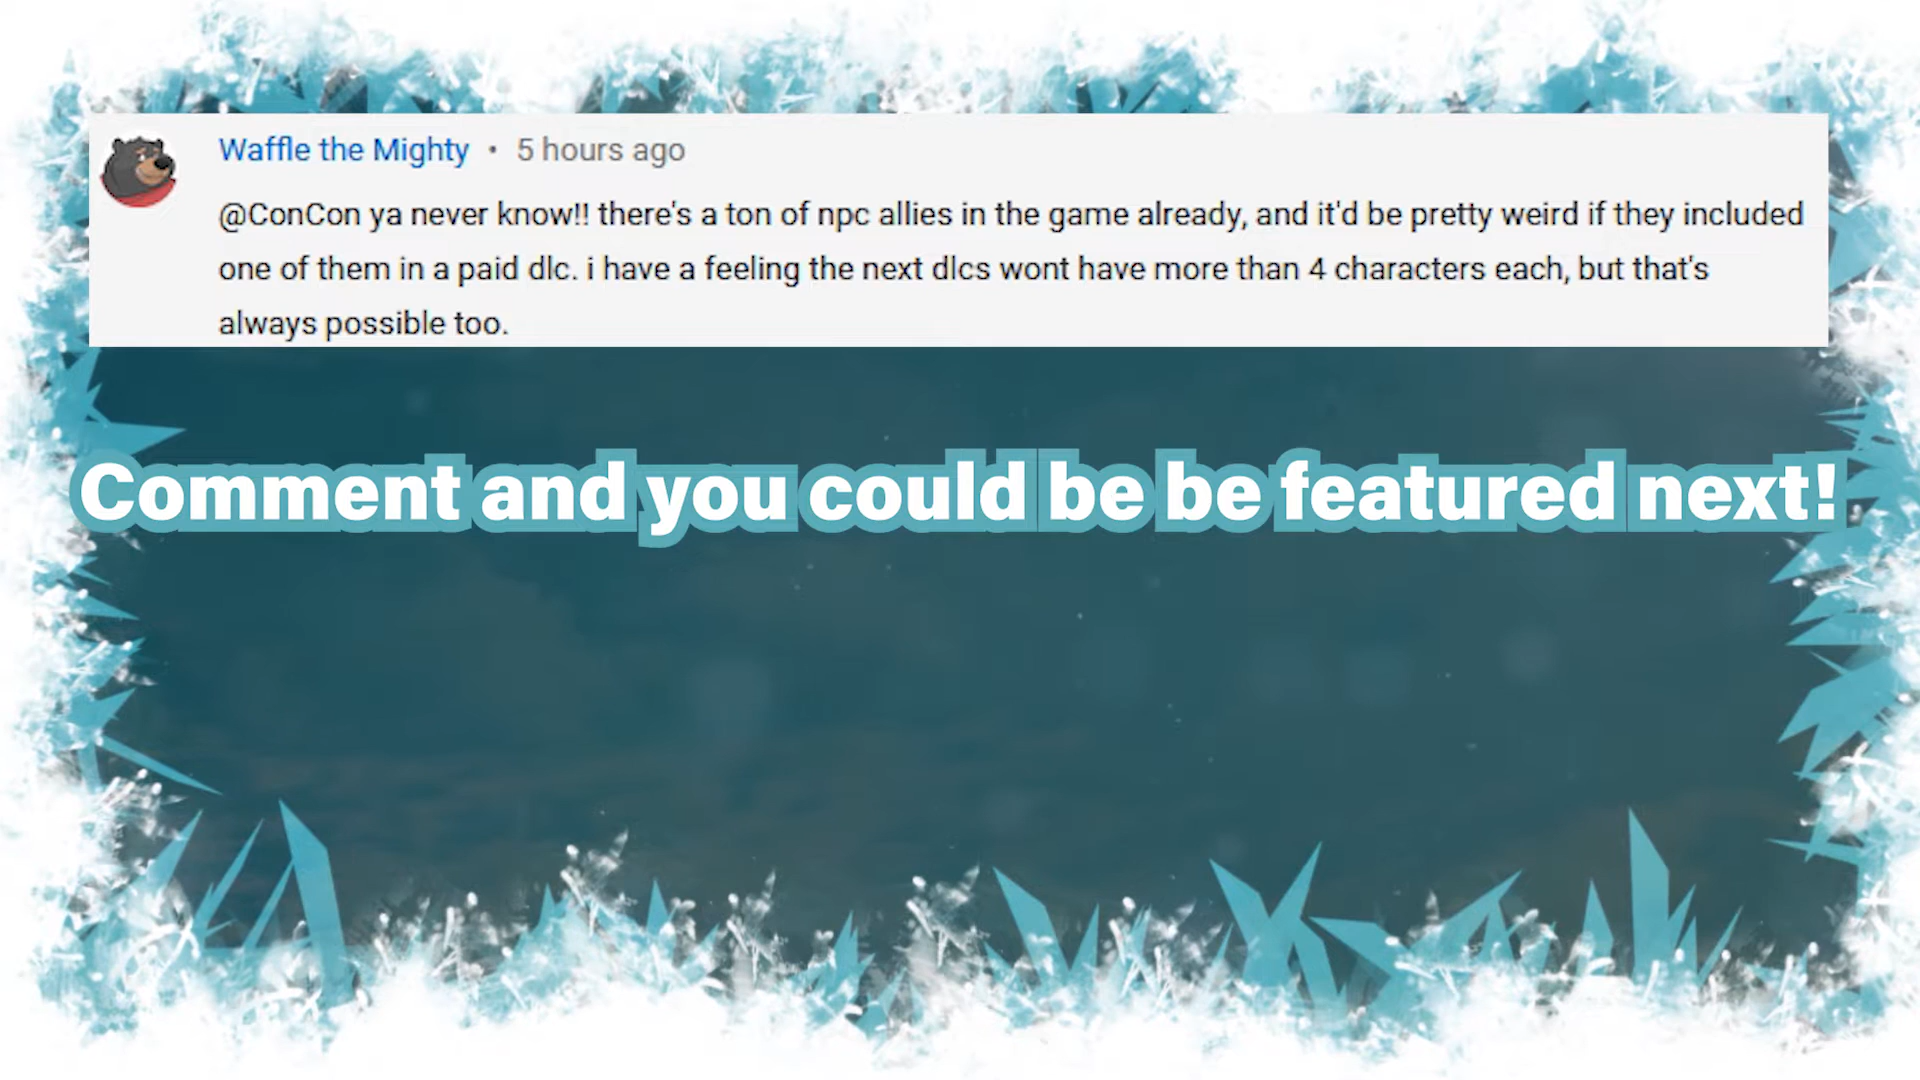 Waffle the Mighty • 5 hours ago
@ConCon ya never know!! there's a ton of npc allies in the game already, and it'd be pretty weird if they included
one of them in a paid dlc. i have a feeling the next dlcs wont have more than 4 characters each, but that's
always possible too.
Comment and you could be be featured next!